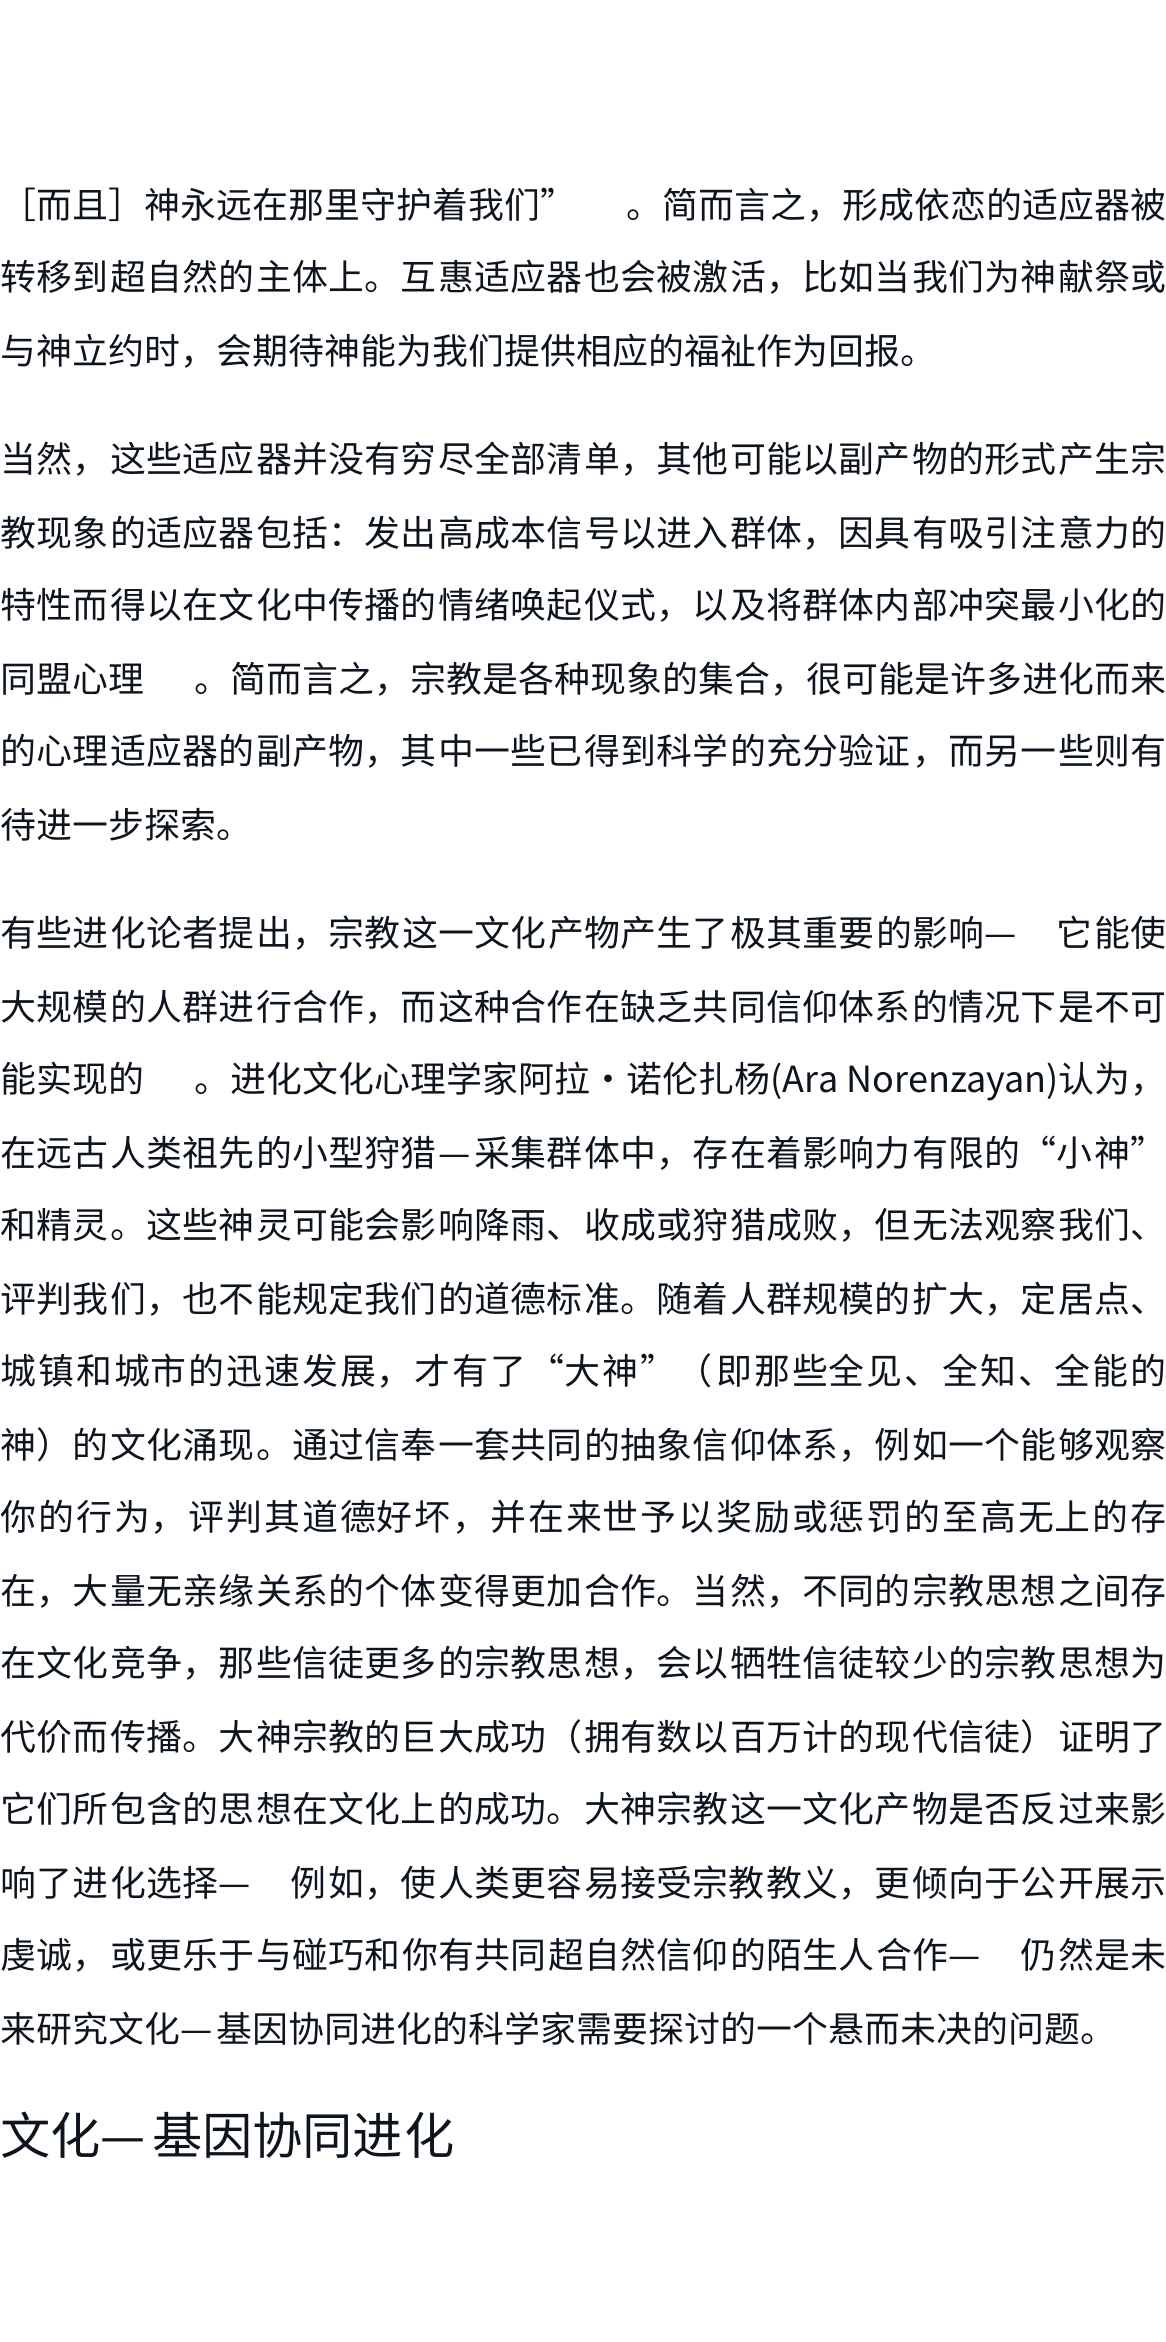 ［而且］神永远在那里守护着我们” 。简而言之，形成依恋的适应器被
转移到超自然的主体上。互惠适应器也会被激活，比如当我们为神献祭或
与神立约时，会期待神能为我们提供相应的福祉作为回报。
当然，这些适应器并没有穷尽全部清单，其他可能以副产物的形式产生宗
教现象的适应器包括：发出高成本信号以进入群体，因具有吸引注意力的
特性而得以在文化中传播的情绪唤起仪式，以及将群体内部冲突最小化的
同盟心理 。简而言之，宗教是各种现象的集合，很可能是许多进化而来
的心理适应器的副产物，其中一些已得到科学的充分验证，而另一些则有
待进一步探索。
有些进化论者提出，宗教这一文化产物产生了极其重要的影响— 它能使
大规模的人群进行合作，而这种合作在缺乏共同信仰体系的情况下是不可
能实现的 。进化文化心理学家阿拉·诺伦扎杨(Ara Norenzayan)认为，
在远古人类祖先的小型狩猎—采集群体中，存在着影响力有限的“小神”
和精灵。这些神灵可能会影响降雨、收成或狩猎成败，但无法观察我们、
评判我们，也不能规定我们的道德标准。随着人群规模的扩大，定居点、
城镇和城市的迅速发展，才有了“大神”（即那些全见、全知、全能的
神）的文化涌现。通过信奉一套共同的抽象信仰体系，例如一个能够观察
你的行为，评判其道德好坏，并在来世予以奖励或惩罚的至高无上的存
在，大量无亲缘关系的个体变得更加合作。当然，不同的宗教思想之间存
在文化竞争，那些信徒更多的宗教思想，会以牺牲信徒较少的宗教思想为
代价而传播。大神宗教的巨大成功（拥有数以百万计的现代信徒）证明了
它们所包含的思想在文化上的成功。大神宗教这一文化产物是否反过来影
响了进化选择— 例如，使人类更容易接受宗教教义，更倾向于公开展示
虔诚，或更乐于与碰巧和你有共同超自然信仰的陌生人合作— 仍然是未
来研究文化—基因协同进化的科学家需要探讨的一个悬而未决的问题。
文化—基因协同进化